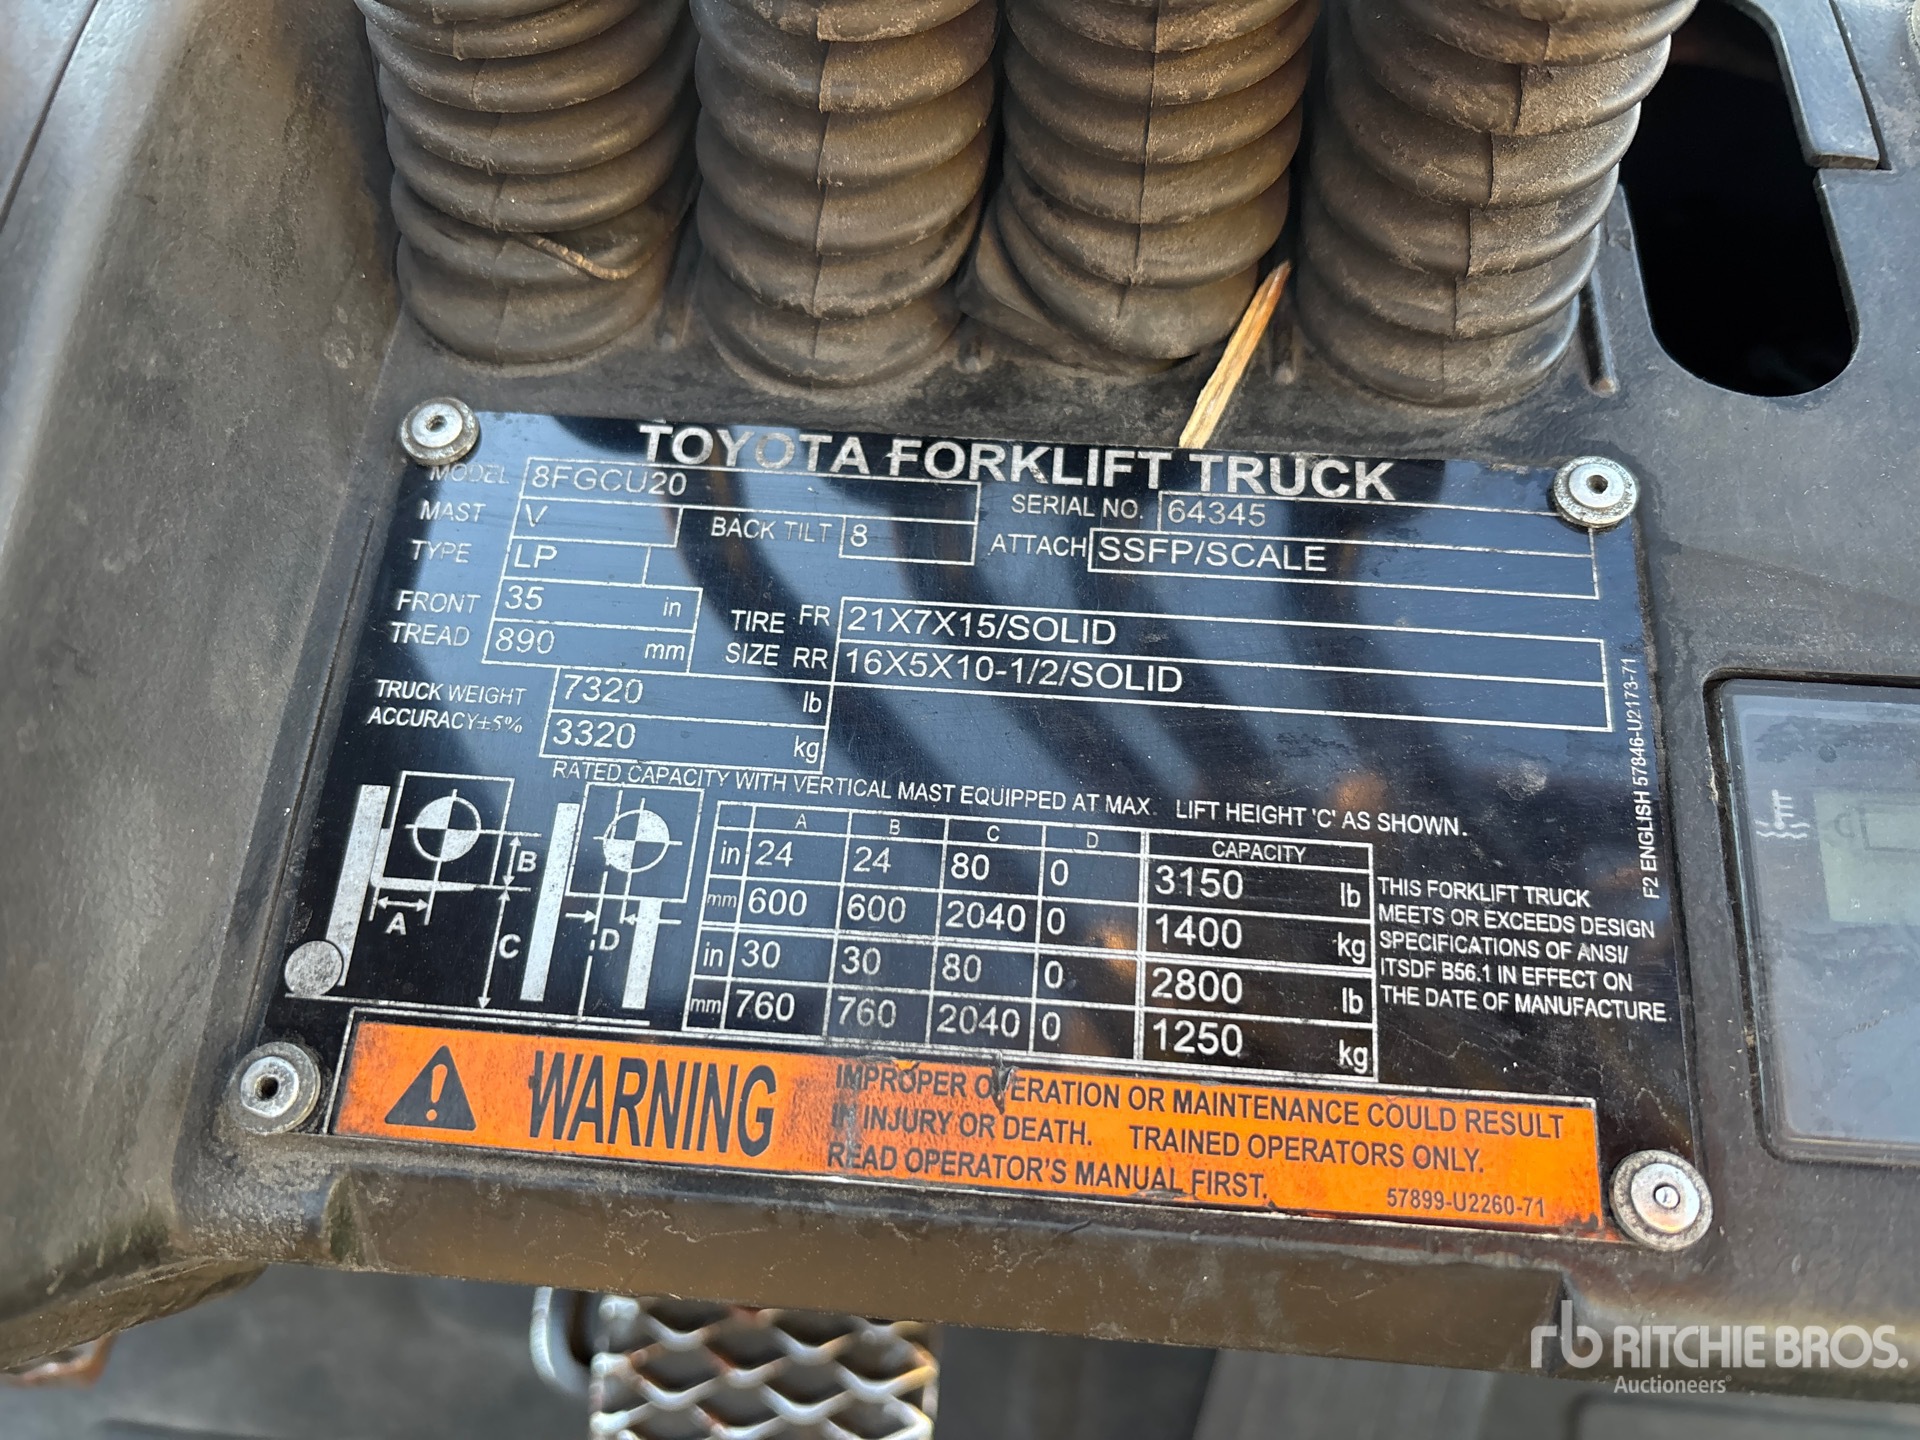 TOYOTA FORKLIFT TRUCK
MODEL 8FGCU20 SERIAL NO. 64345
MAST V BACK TILT 8 ATTACH SSFP/SCALE
TYPE LP
FRONT TREAD 35 in
890 mm
TIRE SIZE FR 21X7X15/SOLID
RR 16X5X10-1/2/SOLID
TRUCK WEIGHT 7320 lb
ACCURACY±5% 3320 kg
RATED CAPACITY WITH VERTICAL MAST EQUIPPED AT MAX. LIFT HEIGHT 'C' AS SHOWN.
A B C D CAPACITY
in 24 24 80 0 3150 lb
mm 600 600 2040 0 1400 kg
in 30 30 80 0 2800 lb
mm 760 760 2040 0 1250 kg
A
B
C
D
THIS FORKLIFT TRUCK
MEETS OR EXCEEDS DESIGN
SPECIFICATIONS OF ANSI/
ITSDF B56.1 IN EFFECT ON
THE DATE OF MANUFACTURE.
F2 ENGLISH 57846-U2173-71
WARNING
IMPROPER OPERATION OR MAINTENANCE COULD RESULT
IN INJURY OR DEATH. TRAINED OPERATORS ONLY.
READ OPERATOR'S MANUAL FIRST.
57899-U2260-71
rb RITCHIE BROS.
Auctioneers